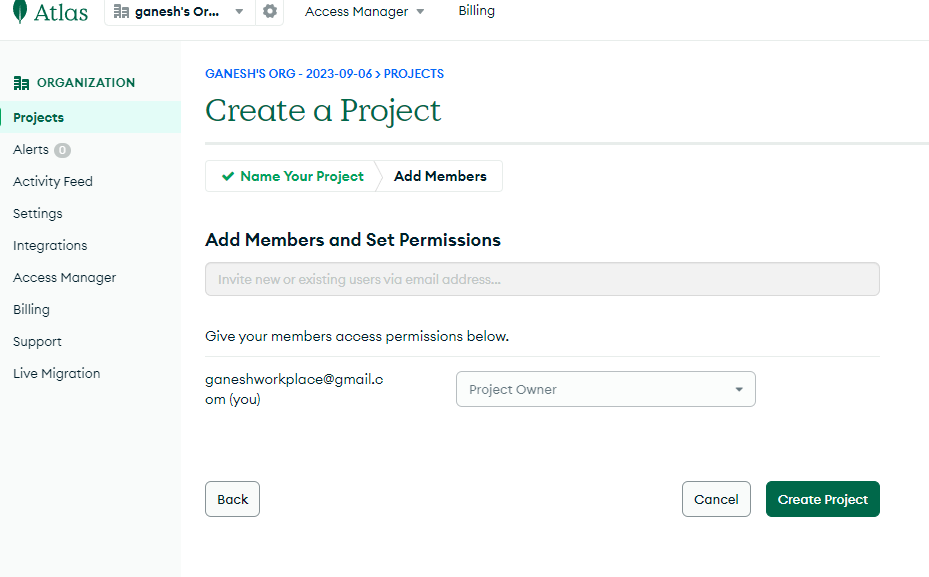 Atlas
ganesh's Or...
Access Manager
Billing
ORGANIZATION
Projects
Alerts 0
Activity Feed
Settings
Integrations
Access Manager
Billing
Support
Live Migration
GANESH'S ORG - 2023-09-06 > PROJECTS
Create a Project
Name Your Project
Add Members
Add Members and Set Permissions
Invite new or existing users via email address...
Give your members access permissions below.
ganeshworkplace@gmail.c
om (you)
Project Owner
Back
Cancel
Create Project